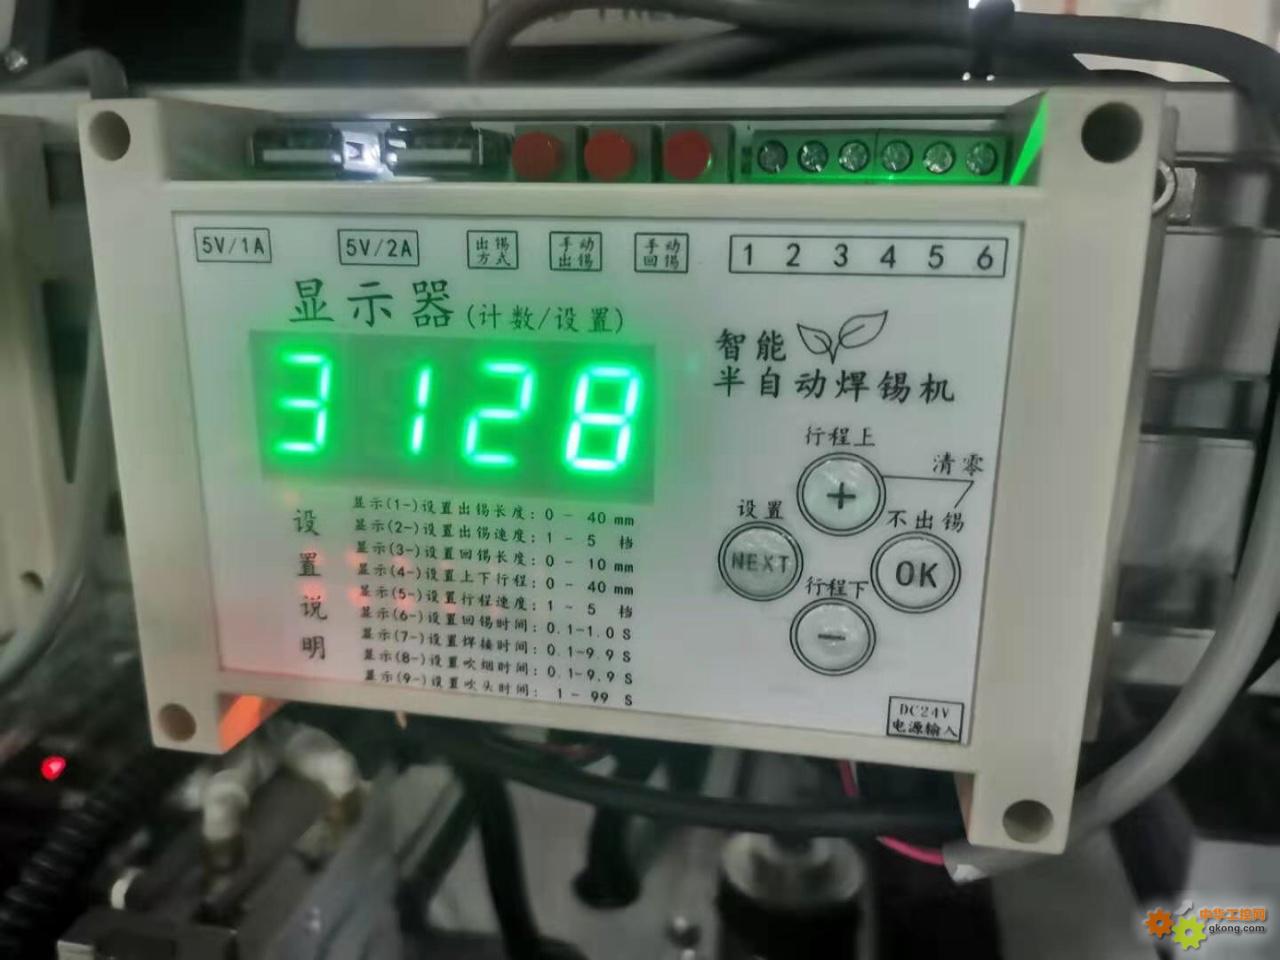 5V/1A
5V/2A
出锡
方式
手动
出锡
手动
回锡
1 2 3 4 5 6
显示器(计数/设置)
3128
智能
半自动焊锡机
行程上
+
清零
设置
NEXT
不出锡
OK
行程下
-
设置说明
显示(1-)设置出锡长度: 0 - 40 mm
显示(2-)设置出锡速度: 1 - 5 档
显示(3-)设置回锡长度: 0 - 10 mm
显示(4-)设置上下行程: 0 - 40 mm
显示(5-)设置行程速度: 1 - 5 档
显示(6-)设置回锡时间: 0.1-1.0 S
显示(7-)设置焊接时间: 0.1-9.9 S
显示(8-)设置吹烟时间: 0.1-9.9 S
显示(9-)设置吹头时间: 1 - 99 S
DC24V
电源输入
中华工控网
gkong.com